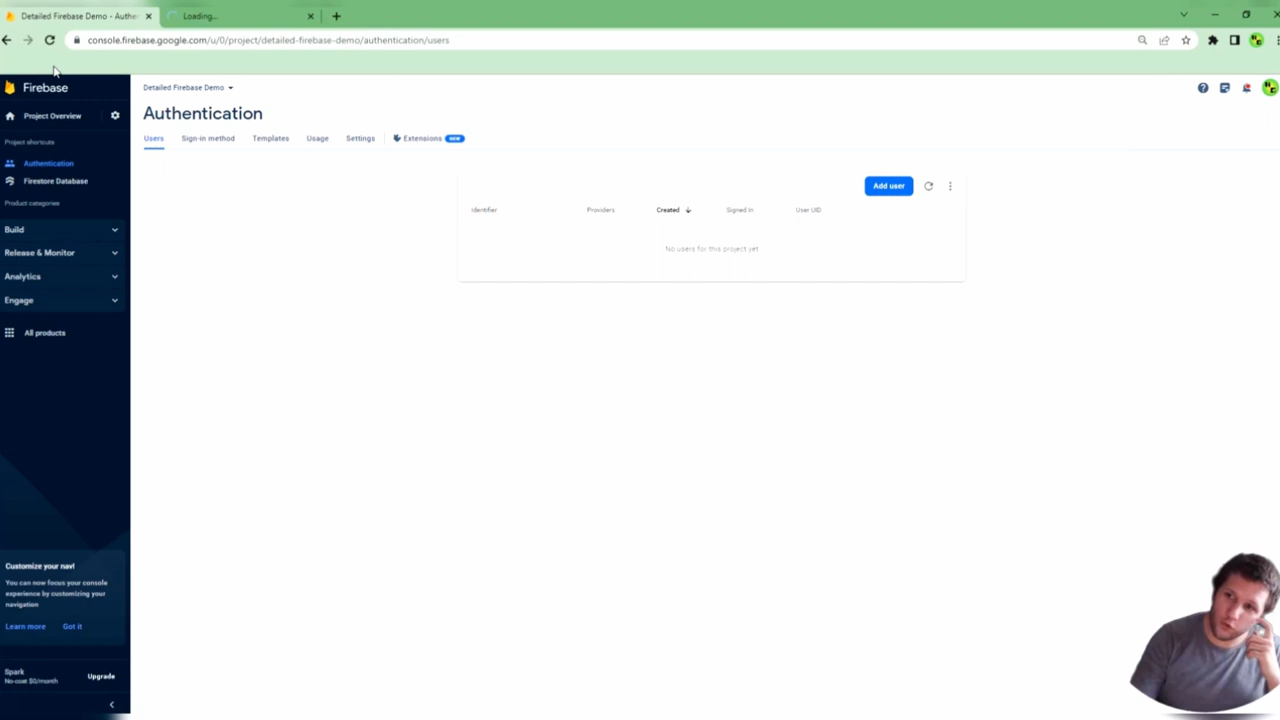 Detailed Firebase Demo - Authe
Loading...
console.firebase.google.com/u/0/project/detailed-firebase-demo/authentication/users
Firebase
Project Overview
Project shortcuts
Authentication
Firestore Database
Product categories
Build
Release & Monitor
Analytics
Engage
All products
Customize your nav!
You can now focus your console
experience by customizing your
navigation
Learn more Got it
Spark
No-cost $0/month
Upgrade
Detailed Firebase Demo
Authentication
Users Sign-in method Templates Usage Settings Extensions NEW
Add user
Identifier Providers Created Signed In User UID
No users for this project yet